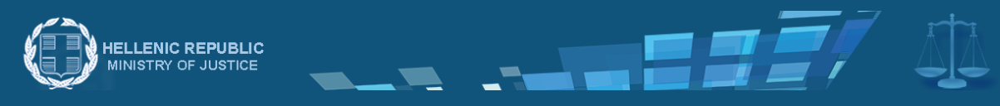 HELLENIC REPUBLIC
MINISTRY OF JUSTICE